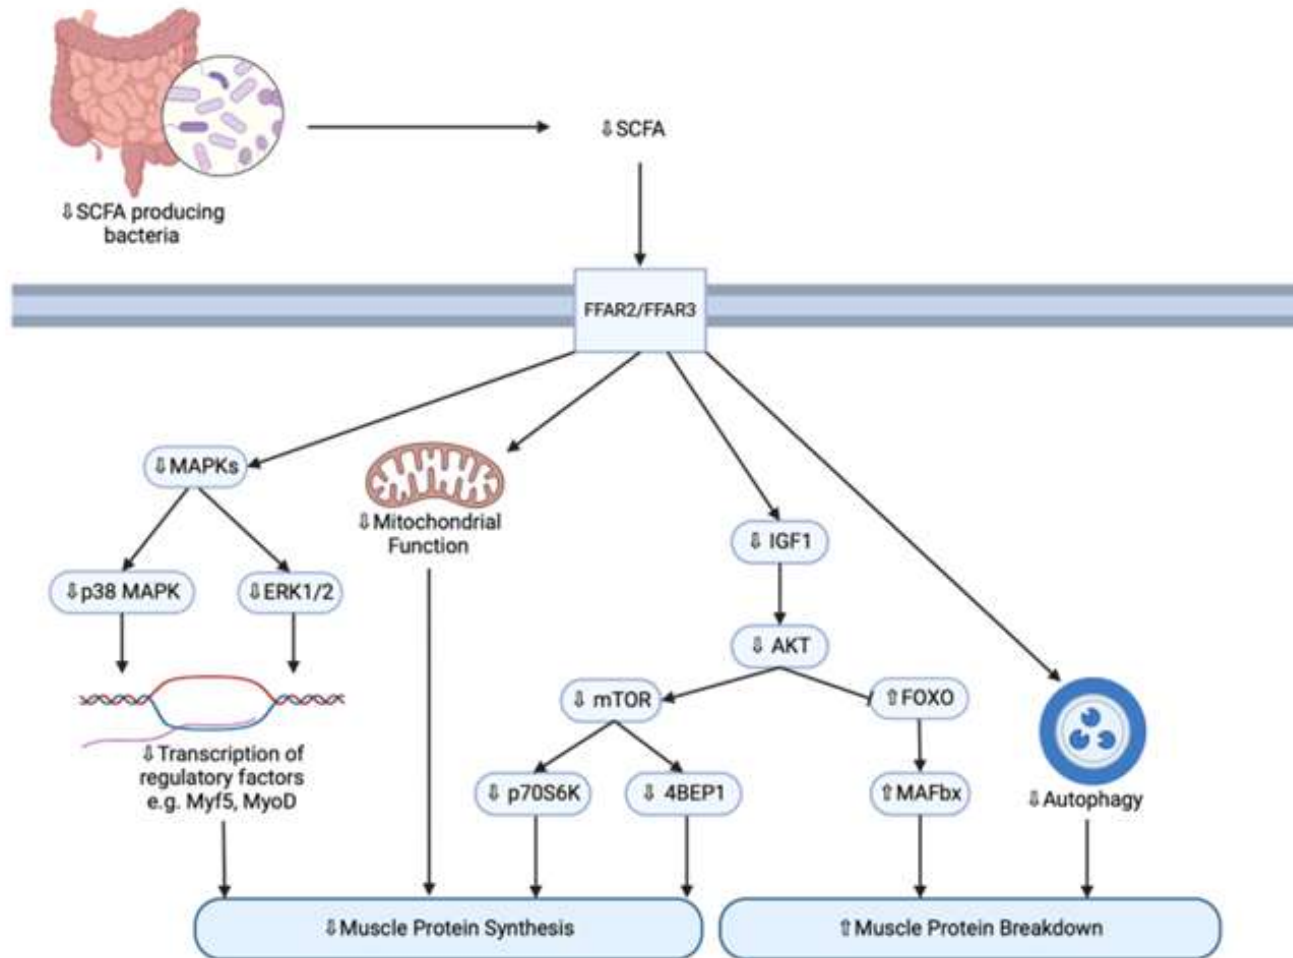 ⇩SCFA
⇩SCFA producing
bacteria
FFAR2/FFAR3
⇩MAPKs
⇩Mitochondrial
Function
⇩ IGF1
⇩p38 MAPK
⇩ERK1/2
⇩ AKT
⇩ mTOR
⇧FOXO
⇩Transcription of
regulatory factors
e.g. Myf5, MyoD
⇩ p70S6K
⇩ 4BEP1
⇧MAFbx
⇩Autophagy
⇩Muscle Protein Synthesis
⇧Muscle Protein Breakdown